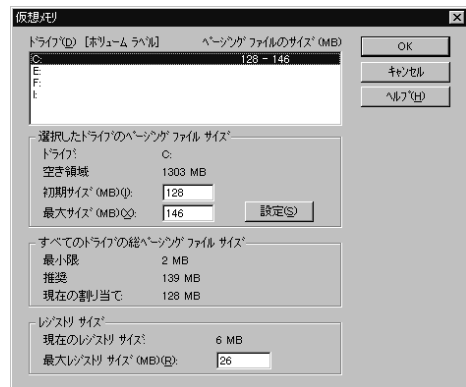 仮想メモリ
ドライブ(D) [ボリューム ラベル] ページング ファイルのサイズ (MB)
OK
C: 128 - 146
E:
キャンセル
F:
I:
ヘルプ(H)
選択したドライブのページング ファイル サイズ
ドライブ: C:
空き領域 1303 MB
初期サイズ (MB)(I): 128
最大サイズ (MB)(X): 146 設定(S)
すべてのドライブの総ページング ファイル サイズ
最小限 2 MB
推奨 139 MB
現在の割り当て: 128 MB
レジストリ サイズ
現在のレジストリ サイズ: 6 MB
最大レジストリ サイズ (MB)(R): 26